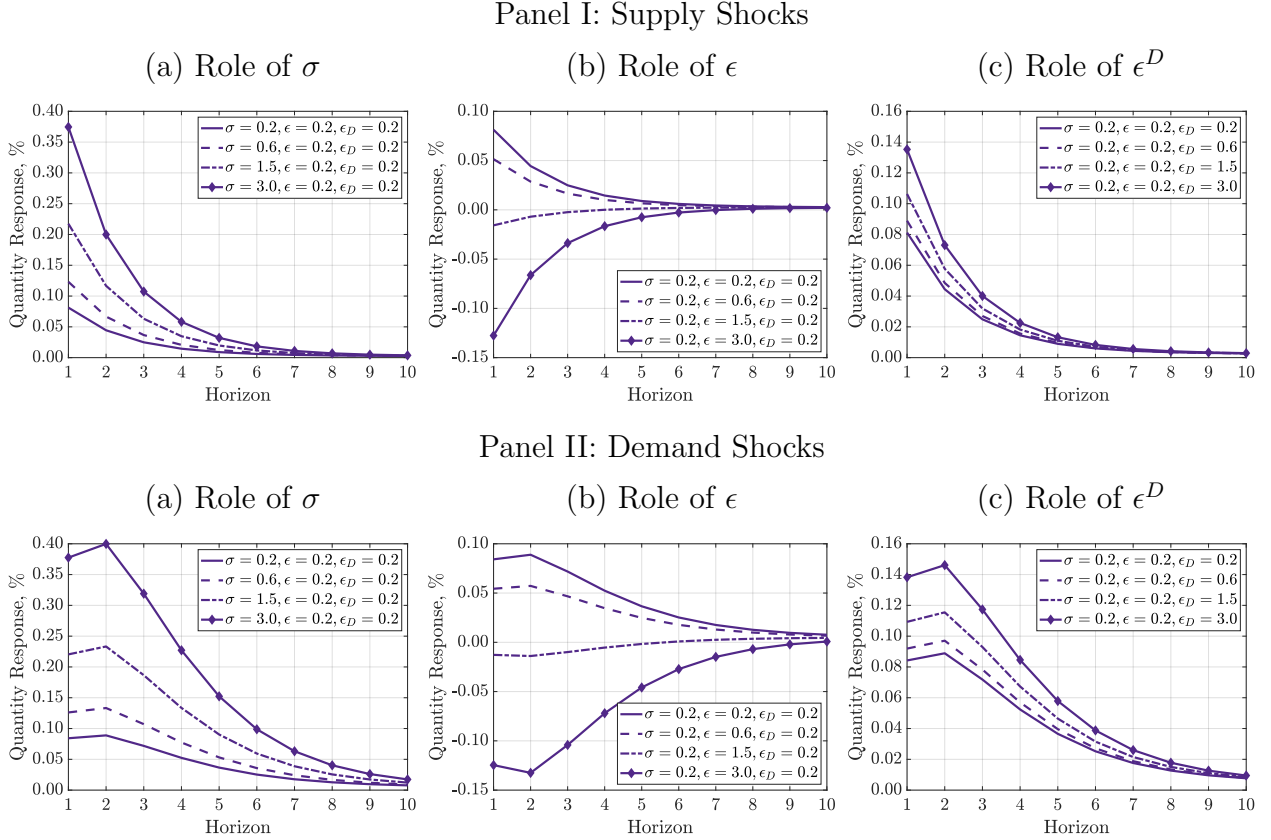 Panel I: Supply Shocks
(a) Role of σ
(b) Role of ϵ
(c) Role of ϵ^D
Quantity Response, %
0.40
0.35
0.30
0.25
0.20
0.15
0.10
0.05
0.00
σ = 0.2, ϵ = 0.2, ϵ_D = 0.2
σ = 0.6, ϵ = 0.2, ϵ_D = 0.2
σ = 1.5, ϵ = 0.2, ϵ_D = 0.2
σ = 3.0, ϵ = 0.2, ϵ_D = 0.2
1 2 3 4 5 6 7 8 9 10
Horizon
Quantity Response, %
0.10
0.05
0.00
-0.05
-0.10
-0.15
σ = 0.2, ϵ = 0.2, ϵ_D = 0.2
σ = 0.2, ϵ = 0.6, ϵ_D = 0.2
σ = 0.2, ϵ = 1.5, ϵ_D = 0.2
σ = 0.2, ϵ = 3.0, ϵ_D = 0.2
1 2 3 4 5 6 7 8 9 10
Horizon
Quantity Response, %
0.16
0.14
0.12
0.10
0.08
0.06
0.04
0.02
0.00
σ = 0.2, ϵ = 0.2, ϵ_D = 0.2
σ = 0.2, ϵ = 0.2, ϵ_D = 0.6
σ = 0.2, ϵ = 0.2, ϵ_D = 1.5
σ = 0.2, ϵ = 0.2, ϵ_D = 3.0
1 2 3 4 5 6 7 8 9 10
Horizon
Panel II: Demand Shocks
(a) Role of σ
(b) Role of ϵ
(c) Role of ϵ^D
Quantity Response, %
0.40
0.35
0.30
0.25
0.20
0.15
0.10
0.05
0.00
σ = 0.2, ϵ = 0.2, ϵ_D = 0.2
σ = 0.6, ϵ = 0.2, ϵ_D = 0.2
σ = 1.5, ϵ = 0.2, ϵ_D = 0.2
σ = 3.0, ϵ = 0.2, ϵ_D = 0.2
1 2 3 4 5 6 7 8 9 10
Horizon
Quantity Response, %
0.10
0.05
0.00
-0.05
-0.10
-0.15
σ = 0.2, ϵ = 0.2, ϵ_D = 0.2
σ = 0.2, ϵ = 0.6, ϵ_D = 0.2
σ = 0.2, ϵ = 1.5, ϵ_D = 0.2
σ = 0.2, ϵ = 3.0, ϵ_D = 0.2
1 2 3 4 5 6 7 8 9 10
Horizon
Quantity Response, %
0.16
0.14
0.12
0.10
0.08
0.06
0.04
0.02
0.00
σ = 0.2, ϵ = 0.2, ϵ_D = 0.2
σ = 0.2, ϵ = 0.2, ϵ_D = 0.6
σ = 0.2, ϵ = 0.2, ϵ_D = 1.5
σ = 0.2, ϵ = 0.2, ϵ_D = 3.0
1 2 3 4 5 6 7 8 9 10
Horizon